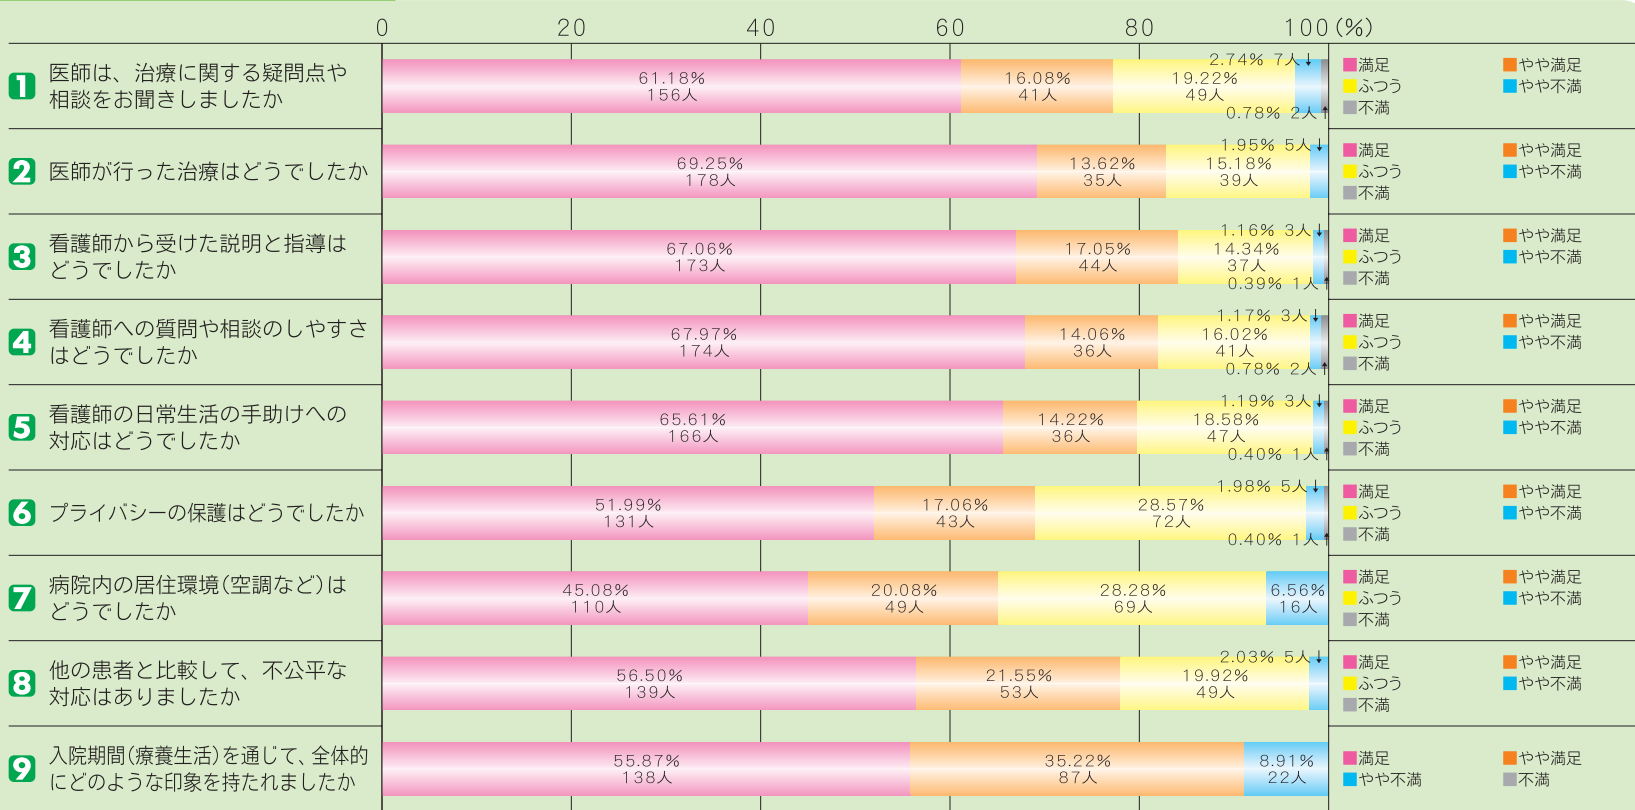 0 20 40 60 80 100(%)
1 医師は、治療に関する疑問点や
相談をお聞きしましたか
61.18%
156人
16.08%
41人
19.22%
49人
2.74% 7人↓
0.78% 2人↑
満足 やや満足
ふつう やや不満
不満
2 医師が行った治療はどうでしたか
69.25%
178人
13.62%
35人
15.18%
39人
1.95% 5人↓
満足 やや満足
ふつう やや不満
不満
3 看護師から受けた説明と指導は
どうでしたか
67.06%
173人
17.05%
44人
14.34%
37人
1.16% 3人↓
0.39% 1人↑
満足 やや満足
ふつう やや不満
不満
4 看護師への質問や相談のしやすさ
はどうでしたか
67.97%
174人
14.06%
36人
16.02%
41人
1.17% 3人↓
0.78% 2人↑
満足 やや満足
ふつう やや不満
不満
5 看護師の日常生活の手助けへの
対応はどうでしたか
65.61%
166人
14.22%
36人
18.58%
47人
1.19% 3人↓
0.40% 1人↑
満足 やや満足
ふつう やや不満
不満
6 プライバシーの保護はどうでしたか
51.99%
131人
17.06%
43人
28.57%
72人
1.98% 5人↓
0.40% 1人↑
満足 やや満足
ふつう やや不満
不満
7 病院内の居住環境(空調など)は
どうでしたか
45.08%
110人
20.08%
49人
28.28%
69人
6.56%
16人
満足 やや満足
ふつう やや不満
不満
8 他の患者と比較して、不公平な
対応はありましたか
56.50%
139人
21.55%
53人
19.92%
49人
2.03% 5人↓
満足 やや満足
ふつう やや不満
不満
9 入院期間(療養生活)を通じて、全体的
にどのような印象を持たれましたか
55.87%
138人
35.22%
87人
8.91%
22人
満足 やや満足
やや不満 不満